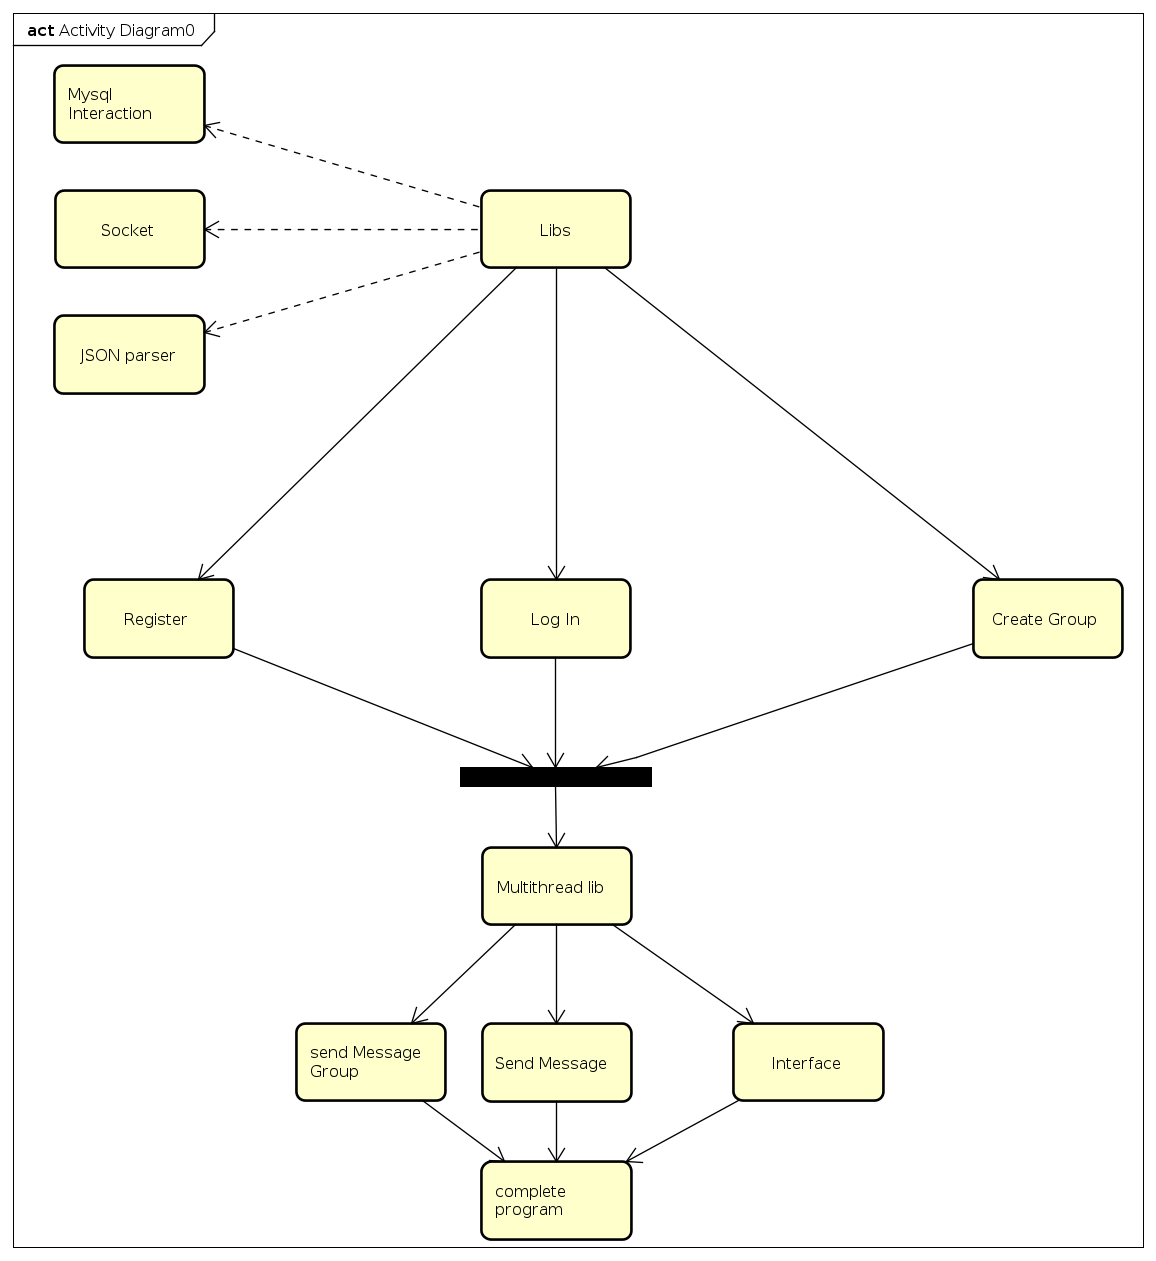 act Activity Diagram0
Mysql
Interaction
Socket
Libs
JSON parser
Register
Log In
Create Group
Multithread lib
send Message
Group
Send Message
Interface
complete
program